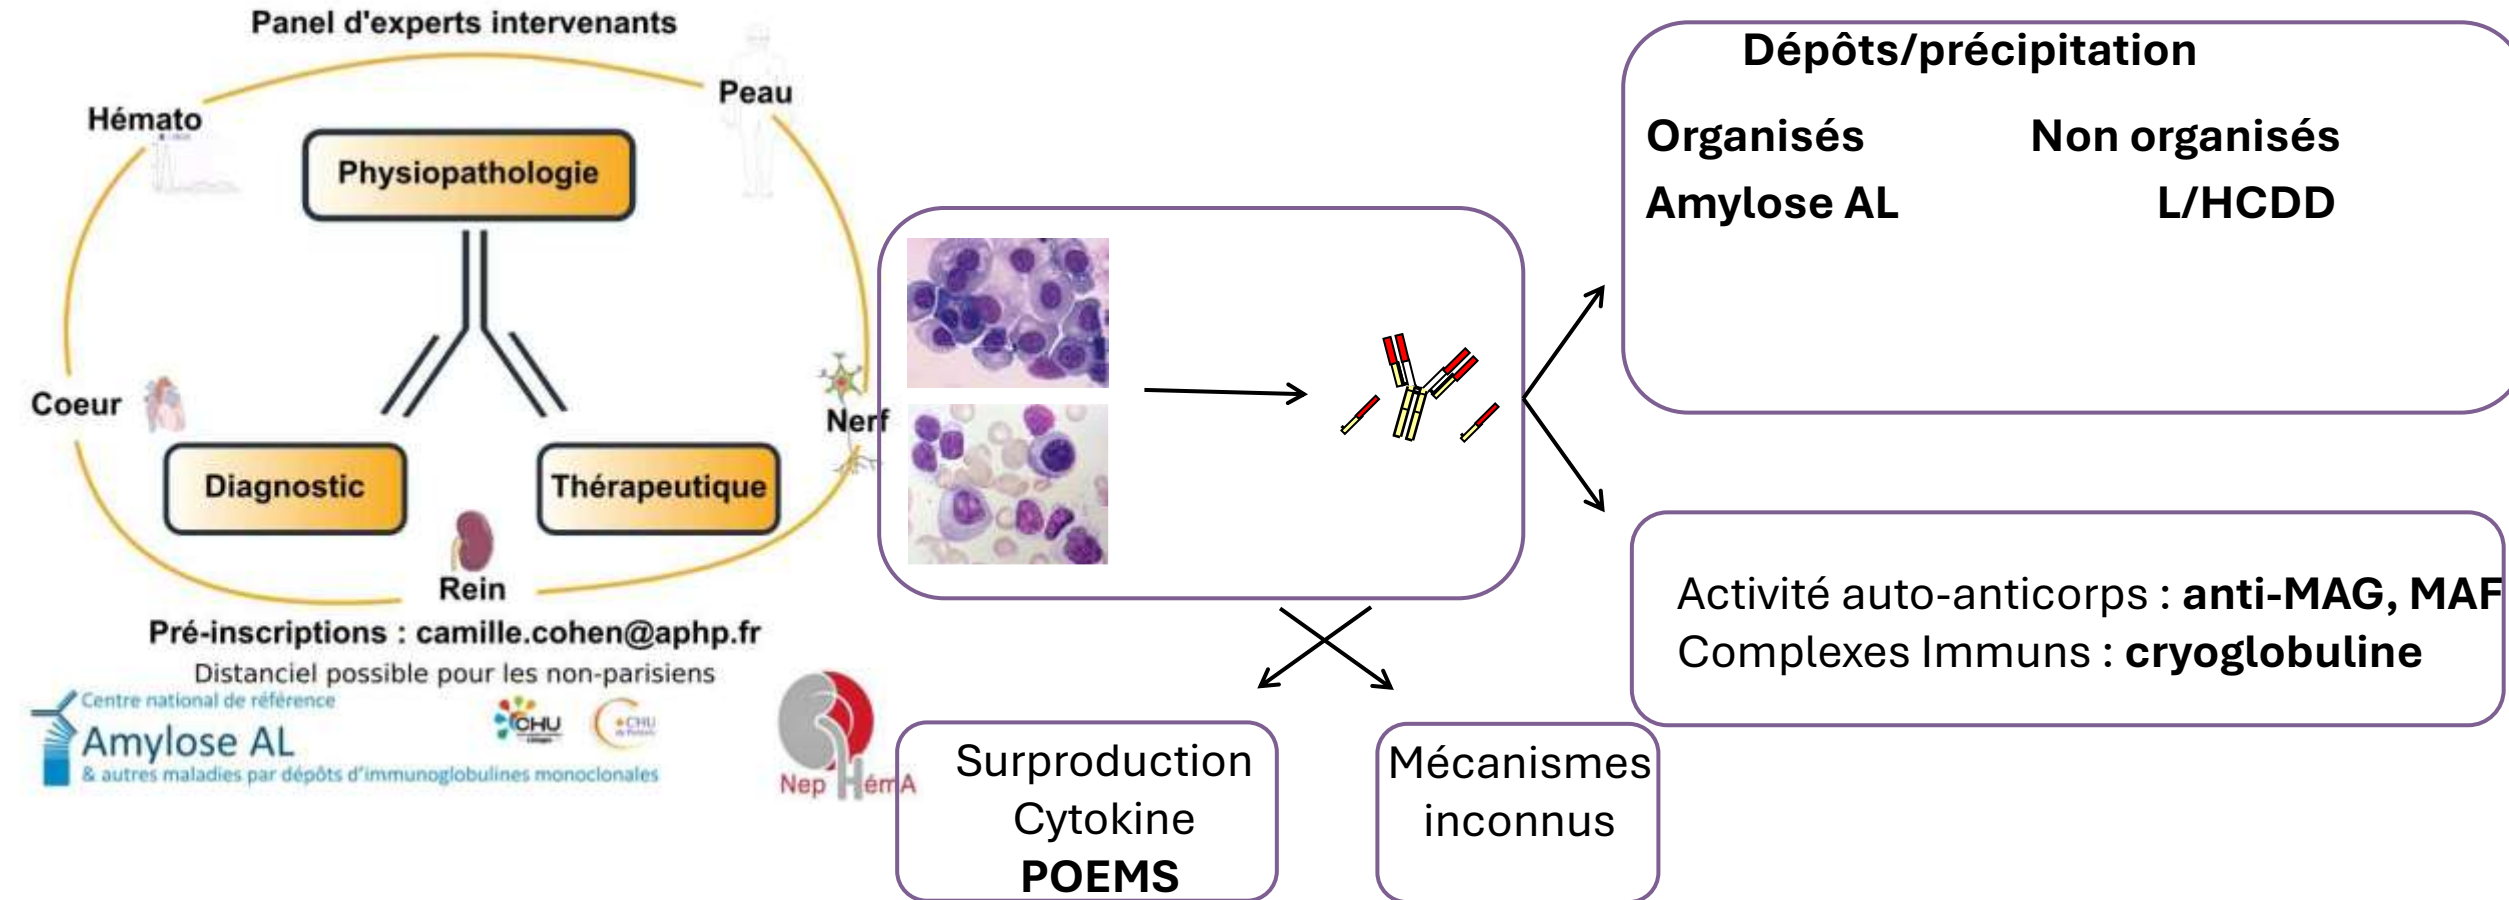 Panel d'experts intervenants
Hémato
Peau
Physiopathologie
Coeur
Nerf
Diagnostic
Thérapeutique
Rein
Pré-inscriptions : camille.cohen@aphp.fr
Distanciel possible pour les non-parisiens
Centre national de référence
Amylose AL
& autres maladies par dépôts d'immunoglobulines monoclonales
CHU
CHU
Nep HémA
Dépôts/précipitation
Organisés Non organisés
Amylose AL L/HCDD
Activité auto-anticorps : anti-MAG, MAF
Complexes Immuns : cryoglobuline
Surproduction
Cytokine
POEMS
Mécanismes
inconnus